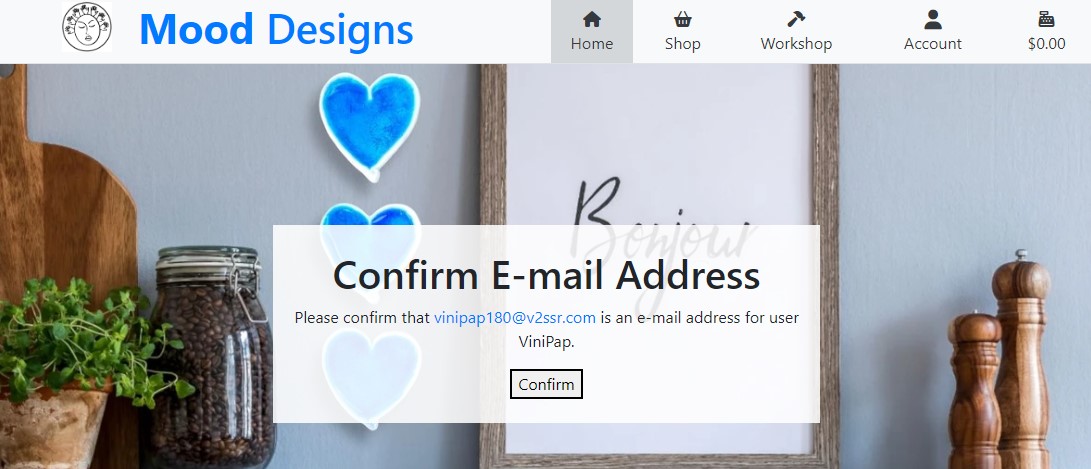 Mood Designs
Home
Shop
Workshop
Account
$0.00
Bonjour
Confirm E-mail Address
Please confirm that vinipap180@v2ssr.com is an e-mail address for user
ViniPap.
Confirm